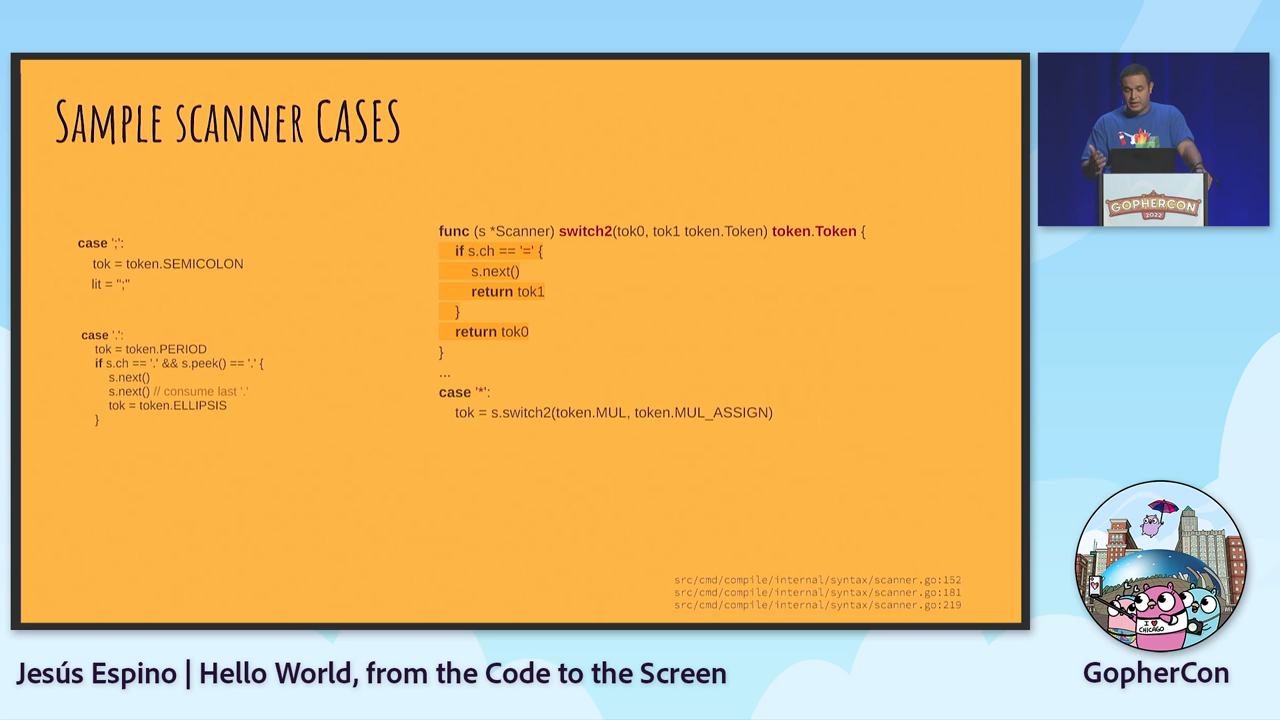 SAMPLE SCANNER CASES
case ';':
tok = token.SEMICOLON
lit = ";"
case '.':
tok = token.PERIOD
if s.ch == '.' && s.peek() == '.' {
s.next()
s.next() // consume last '.'
tok = token.ELLIPSIS
}
func (s *Scanner) switch2(tok0, tok1 token.Token) token.Token {
if s.ch == '=' {
s.next()
return tok1
}
return tok0
}
...
case '*':
tok = s.switch2(token.MUL, token.MUL_ASSIGN)
src/cmd/compile/internal/syntax/scanner.go:152
src/cmd/compile/internal/syntax/scanner.go:181
src/cmd/compile/internal/syntax/scanner.go:219
GOPHERCON
2022
I ♥
CHICAGO
Jesús Espino | Hello World, from the Code to the Screen
GopherCon